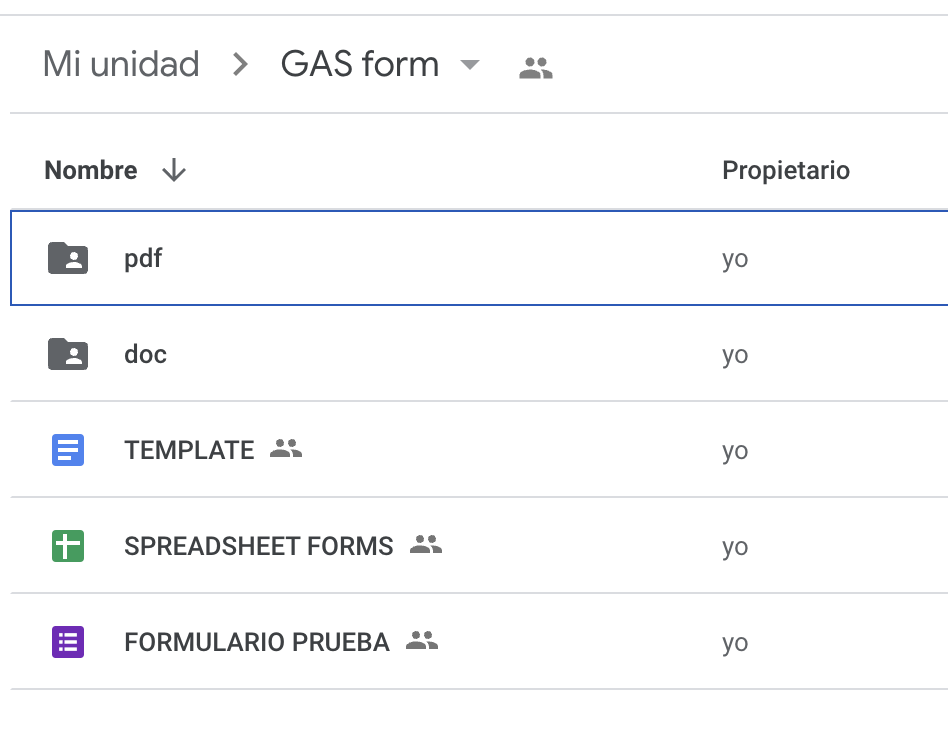 Mi unidad > GAS form
Nombre Propietario
pdf yo
doc yo
TEMPLATE yo
SPREADSHEET FORMS yo
FORMULARIO PRUEBA yo